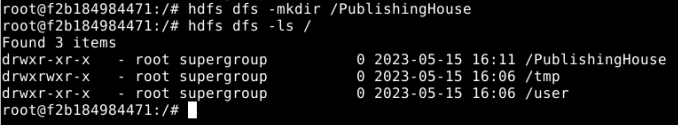 root@f2b184984471:/# hdfs dfs -mkdir /PublishingHouse
root@f2b184984471:/# hdfs dfs -ls /
Found 3 items
drwxr-xr-x   - root supergroup          0 2023-05-15 16:11 /PublishingHouse
drwxrwxr-x   - root supergroup          0 2023-05-15 16:06 /tmp
drwxr-xr-x   - root supergroup          0 2023-05-15 16:06 /user
root@f2b184984471:/#